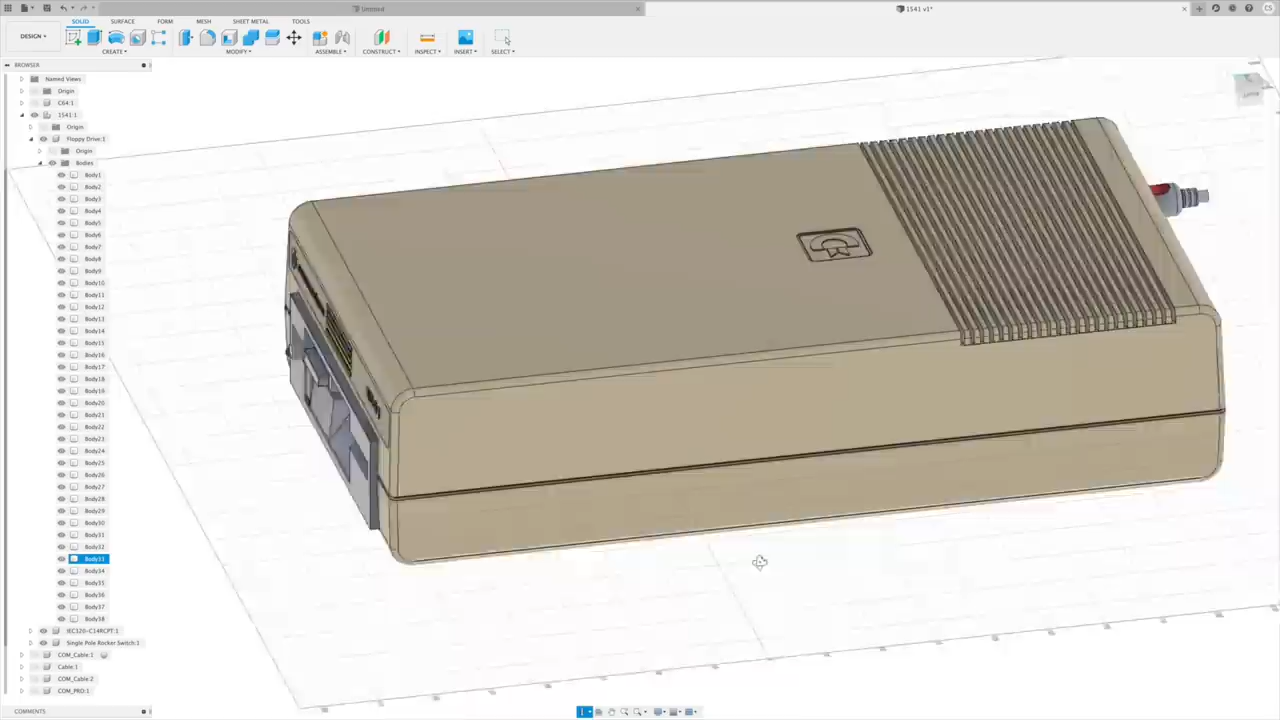 Untitled
1541 v1*
CS
SOLID SURFACE FORM MESH SHEET METAL TOOLS
DESIGN
CREATE MODIFY ASSEMBLE CONSTRUCT INSPECT INSERT SELECT
BROWSER
Named Views
Origin
C64:1
1541:1
Origin
Floppy Drive:1
Origin
Bodies
Body1
Body2
Body3
Body4
Body5
Body6
Body7
Body8
Body9
Body10
Body11
Body12
Body13
Body14
Body15
Body16
Body17
Body18
Body19
Body20
Body21
Body22
Body23
Body24
Body25
Body26
Body27
Body28
Body29
Body30
Body31
Body32
Body33
Body34
Body35
Body36
Body37
Body38
IEC320-C14RCPT:1
Single Pole Rocker Switch:1
COM_Cable:1
Cable:1
COM_Cable:2
COM_PRO:1
COMMENTS